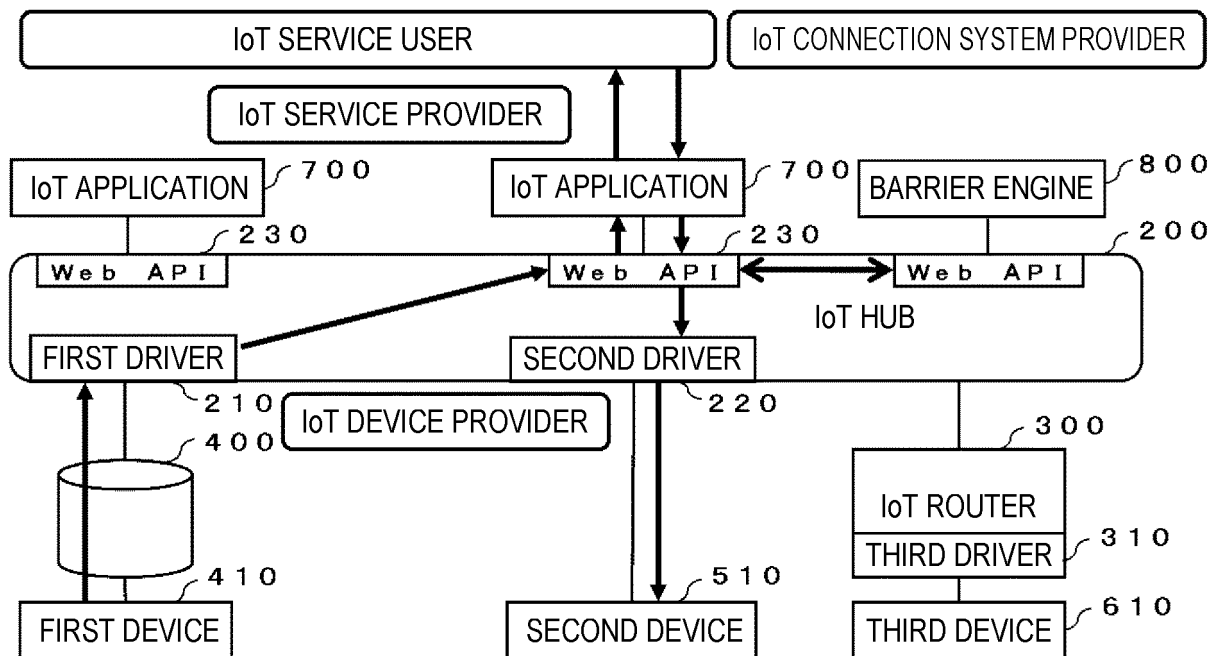 IoT SERVICE USER
IoT CONNECTION SYSTEM PROVIDER
IoT SERVICE PROVIDER
IoT APPLICATION
700
IoT APPLICATION
700
BARRIER ENGINE
800
230
230
200
Web API
Web API
Web API
IoT HUB
FIRST DRIVER
SECOND DRIVER
210
IoT DEVICE PROVIDER
220
400
300
IoT ROUTER
THIRD DRIVER
310
410
510
610
FIRST DEVICE
SECOND DEVICE
THIRD DEVICE